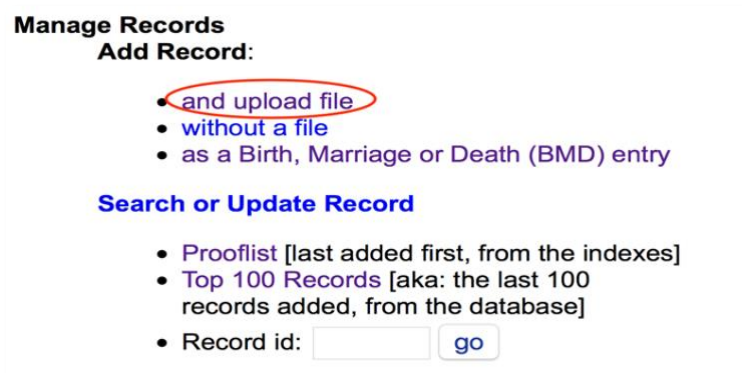 Manage Records
Add Record:
• and upload file
• without a file
• as a Birth, Marriage or Death (BMD) entry
Search or Update Record
• Prooflist [last added first, from the indexes]
• Top 100 Records [aka: the last 100
records added, from the database]
• Record id: go